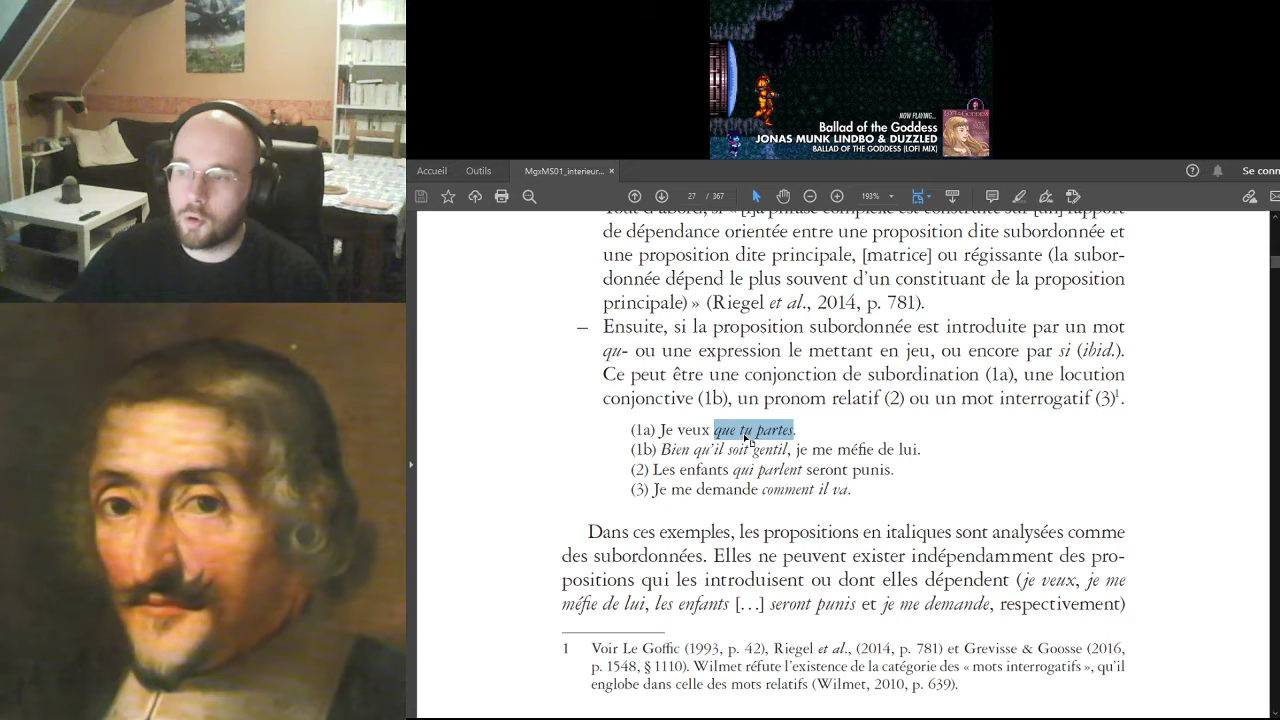 NOW PLAYING...
Ballad of the Goddess
JONAS MUNK LINDBO & DUZZLED
BALLAD OF THE GODDESS (LOFI MIX)
Accueil Outils MgxMS01_interieur... × Se conn
27 / 367 193%
Tout d'abord, si « [l]a phrase complexe est construite sur [un] rapport
de dépendance orientée entre une proposition dite subordonnée et
une proposition dite principale, [matrice] ou régissante (la subor-
donnée dépend le plus souvent d'un constituant de la proposition
principale) » (Riegel et al., 2014, p. 781).
– Ensuite, si la proposition subordonnée est introduite par un mot
qu- ou une expression le mettant en jeu, ou encore par si (ibid.).
Ce peut être une conjonction de subordination (1a), une locution
conjonctive (1b), un pronom relatif (2) ou un mot interrogatif (3)¹.
(1a) Je veux que tu partes.
(1b) Bien qu'il soit gentil, je me méfie de lui.
(2) Les enfants qui parlent seront punis.
(3) Je me demande comment il va.
Dans ces exemples, les propositions en italiques sont analysées comme
des subordonnées. Elles ne peuvent exister indépendamment des pro-
positions qui les introduisent ou dont elles dépendent (je veux, je me
méfie de lui, les enfants […] seront punis et je me demande, respectivement)
1 Voir Le Goffic (1993, p. 42), Riegel et al., (2014, p. 781) et Grevisse & Goosse (2016,
p. 1548, § 1110). Wilmet réfute l'existence de la catégorie des « mots interrogatifs », qu'il
englobe dans celle des mots relatifs (Wilmet, 2010, p. 639).